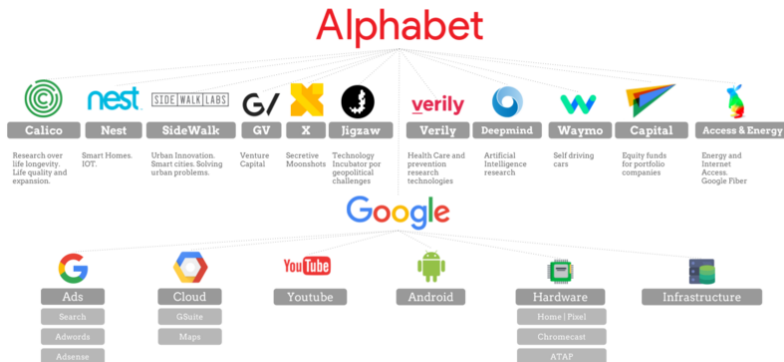 Alphabet
nest
SIDE WALK LABS
G/
verily
Calico
Nest
SideWalk
GV
X
Jigzaw
Verily
Deepmind
Waymo
Capital
Access & Energy
Research over
life longevity.
Life quality and
expansion.
Smart Homes.
IOT.
Urban Innovation.
Smart cities. Solving
urban problems.
Venture
Capital
Secretive
Moonshots
Technology
Incubator por
geopolitical
challenges
Health Care and
prevention
research
technologies
Artificial
Intelligence
research
Self driving
cars
Equity funds
for portfolio
companies
Energy and
Internet
Access.
Google Fiber
Google
G
YouTube
Ads
Cloud
Youtube
Android
Hardware
Infrastructure
Search
Adwords
Adsense
GSuite
Maps
Home | Pixel
Chromecast
ATAP